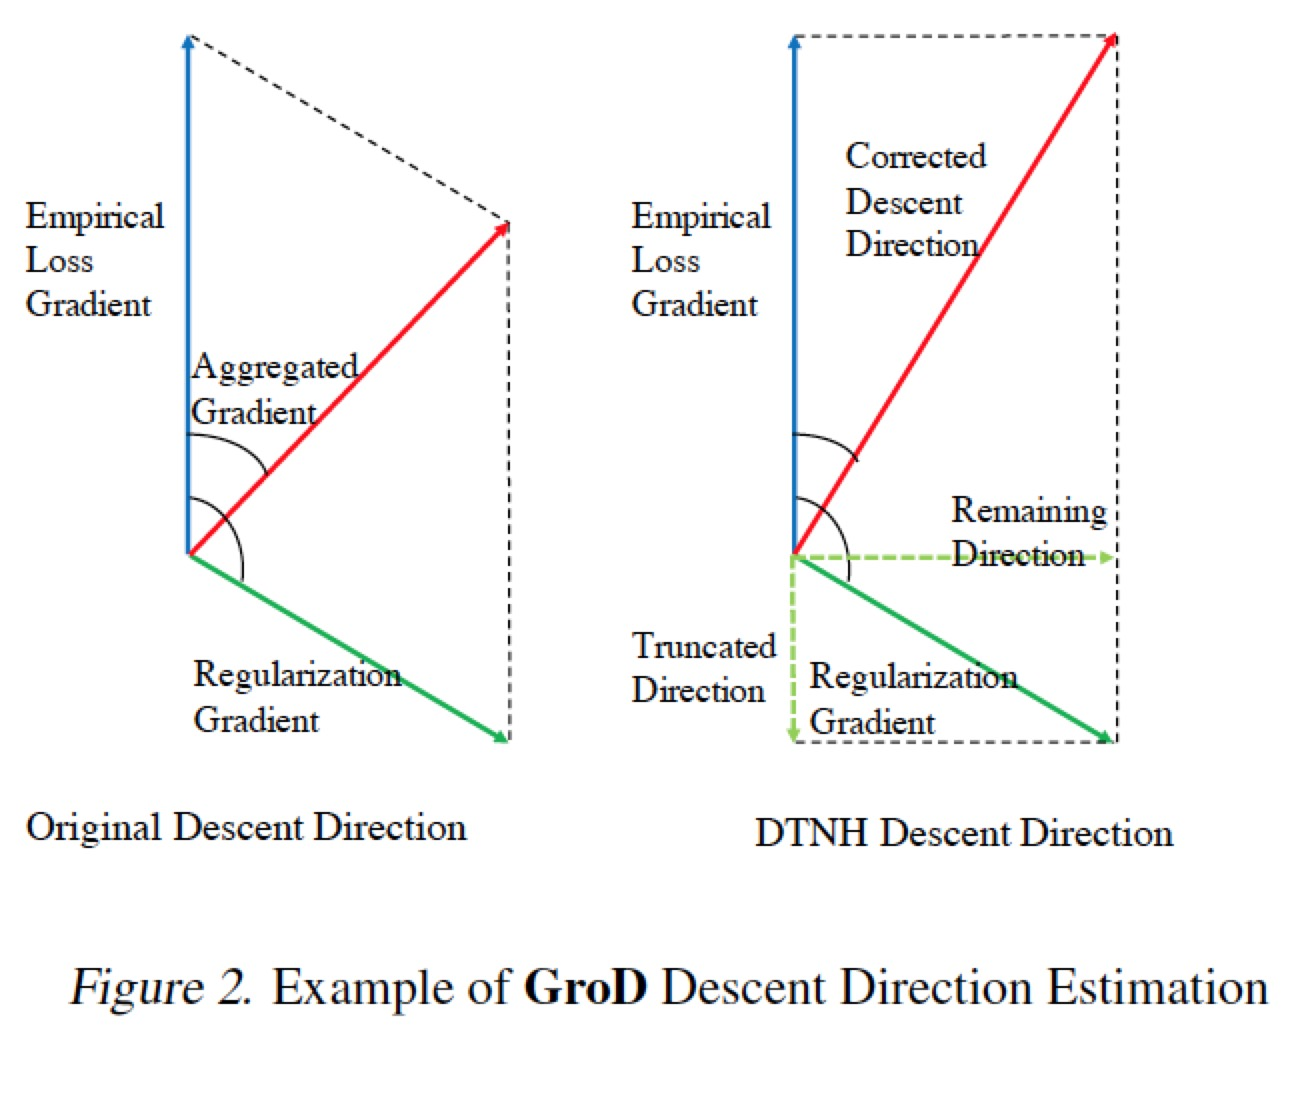 Empirical
Loss
Gradient
Aggregated
Gradient
Regularization
Gradient
Original Descent Direction
Empirical
Loss
Gradient
Corrected
Descent
Direction
Remaining
Direction
Truncated
Direction
Regularization
Gradient
DTNH Descent Direction
Figure 2. Example of GroD Descent Direction Estimation